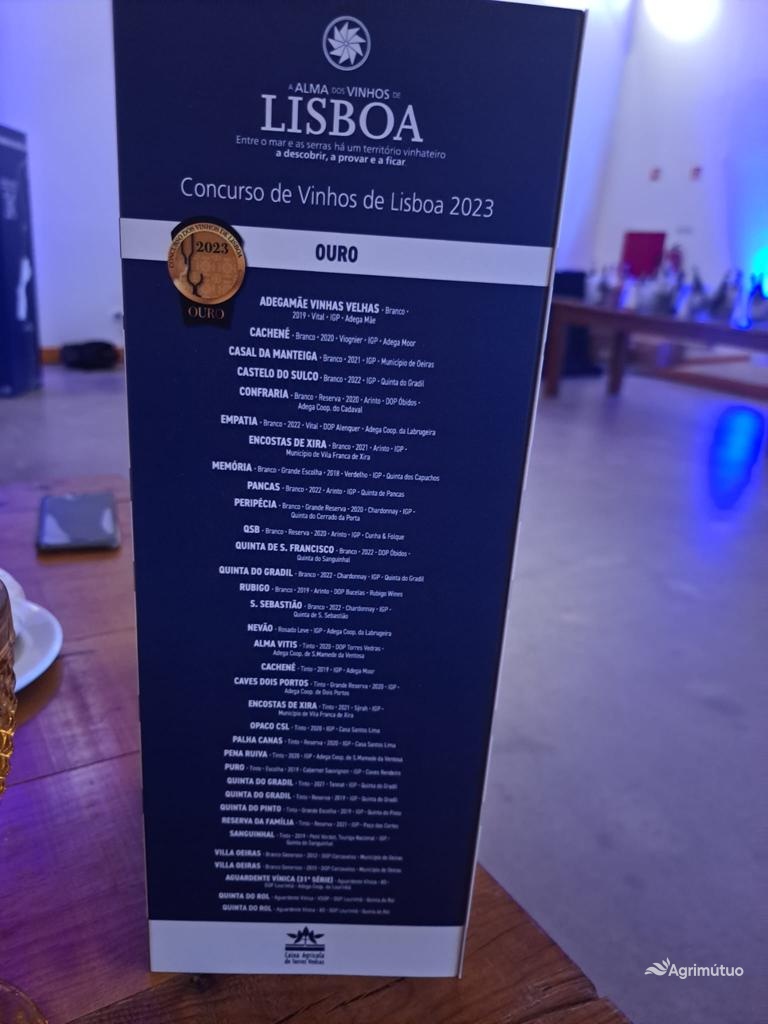 A ALMA DOS VINHOS DE
LISBOA
Entre o mar e as serras há um território vinhateiro
a descobrir, a provar e a ficar
Concurso de Vinhos de Lisboa 2023
CONCURSO DOS VINHOS DE LISBOA
2023
OURO
OURO
ADEGAMÃE VINHAS VELHAS - Branco -
2019 - Vital - IGP - Adega Mãe
CACHENÉ - Branco - 2020 - Viognier - IGP - Adega Moor
CASAL DA MANTEIGA - Branco - 2021 - IGP - Município de Oeiras
CASTELO DO SULCO - Branco - 2022 - IGP - Quinta do Gradil
CONFRARIA - Branco - Reserva - 2020 - Arinto - DOP Óbidos -
Adega Coop. do Cadaval
EMPATIA - Branco - 2022 - Vital - DOP Alenquer - Adega Coop. da Labrugeira
ENCOSTAS DE XIRA - Branco - 2021 - Arinto - IGP -
Município de Vila Franca de Xira
MEMÓRIA - Branco - Grande Escolha - 2018 - Verdelho - IGP - Quinta dos Capuchos
PANCAS - Branco - 2022 - Arinto - IGP - Quinta de Pancas
PERIPÉCIA - Branco - Grande Reserva - 2020 - Chardonnay - IGP -
Quinta do Cerrado da Porta
QSB - Branco - Reserva - 2020 - Arinto - IGP - Cunha & Folque
QUINTA DE S. FRANCISCO - Branco - 2022 - DOP Óbidos -
Quinta do Sanguinhal
QUINTA DO GRADIL - Branco - 2022 - Chardonnay - IGP - Quinta do Gradil
RUBIGO - Branco - 2019 - Arinto - DOP Bucelas - Rubigo Wines
S. SEBASTIÃO - Branco - 2022 - Chardonnay - IGP -
Quinta de S. Sebastião
NEVÃO - Rosado Leve - IGP - Adega Coop. da Labrugeira
ALMA VITIS - Tinto - 2020 - DOP Torres Vedras -
Adega Coop. de S.Mamede da Ventosa
CACHENÉ - Tinto - 2019 - IGP - Adega Moor
CAVES DOIS PORTOS - Tinto - Grande Reserva - 2020 - IGP -
Adega Coop. de Dois Portos
ENCOSTAS DE XIRA - Tinto - 2021 - Syrah - IGP -
Município de Vila Franca de Xira
OPACO CSL - Tinto - 2020 - IGP - Casa Santos Lima
PALHA CANAS - Tinto - Reserva - 2020 - IGP - Casa Santos Lima
PENA RUIVA - Tinto - 2020 - IGP - Adega Coop. de S.Mamede da Ventosa
PURO - Tinto - Escolha - 2019 - Cabernet Sauvignon - IGP - Caves Rendeiro
QUINTA DO GRADIL - Tinto - 2021 - Tannat - IGP - Quinta do Gradil
QUINTA DO GRADIL - Tinto - Reserva - 2019 - IGP - Quinta do Gradil
QUINTA DO PINTO - Tinto - Grande Escolha - 2019 - IGP - Quinta do Pinto
RESERVA DA FAMÍLIA - Tinto - Reserva - 2021 - IGP - Paço das Cortes
SANGUINHAL - Tinto - 2019 - Petit Verdot, Touriga Nacional - IGP -
Quinta do Sanguinhal
VILLA OEIRAS - Branco Generoso - 2012 - DOP Carcavelos - Município de Oeiras
VILLA OEIRAS - Branco Generoso - DOP Carcavelos - Município de Oeiras
AGUARDENTE VÍNICA (31ª SÉRIE) - Aguardente Vínica - XO -
DOP Lourinhã - Adega Coop. da Lourinhã
QUINTA DO ROL - Aguardente Vínica - VSOP - DOP Lourinhã - Quinta do Rol
QUINTA DO ROL - Aguardente Vínica - XO - DOP Lourinhã - Quinta do Rol
Caixa Agrícola
de Torres Vedras
Agrimútuo